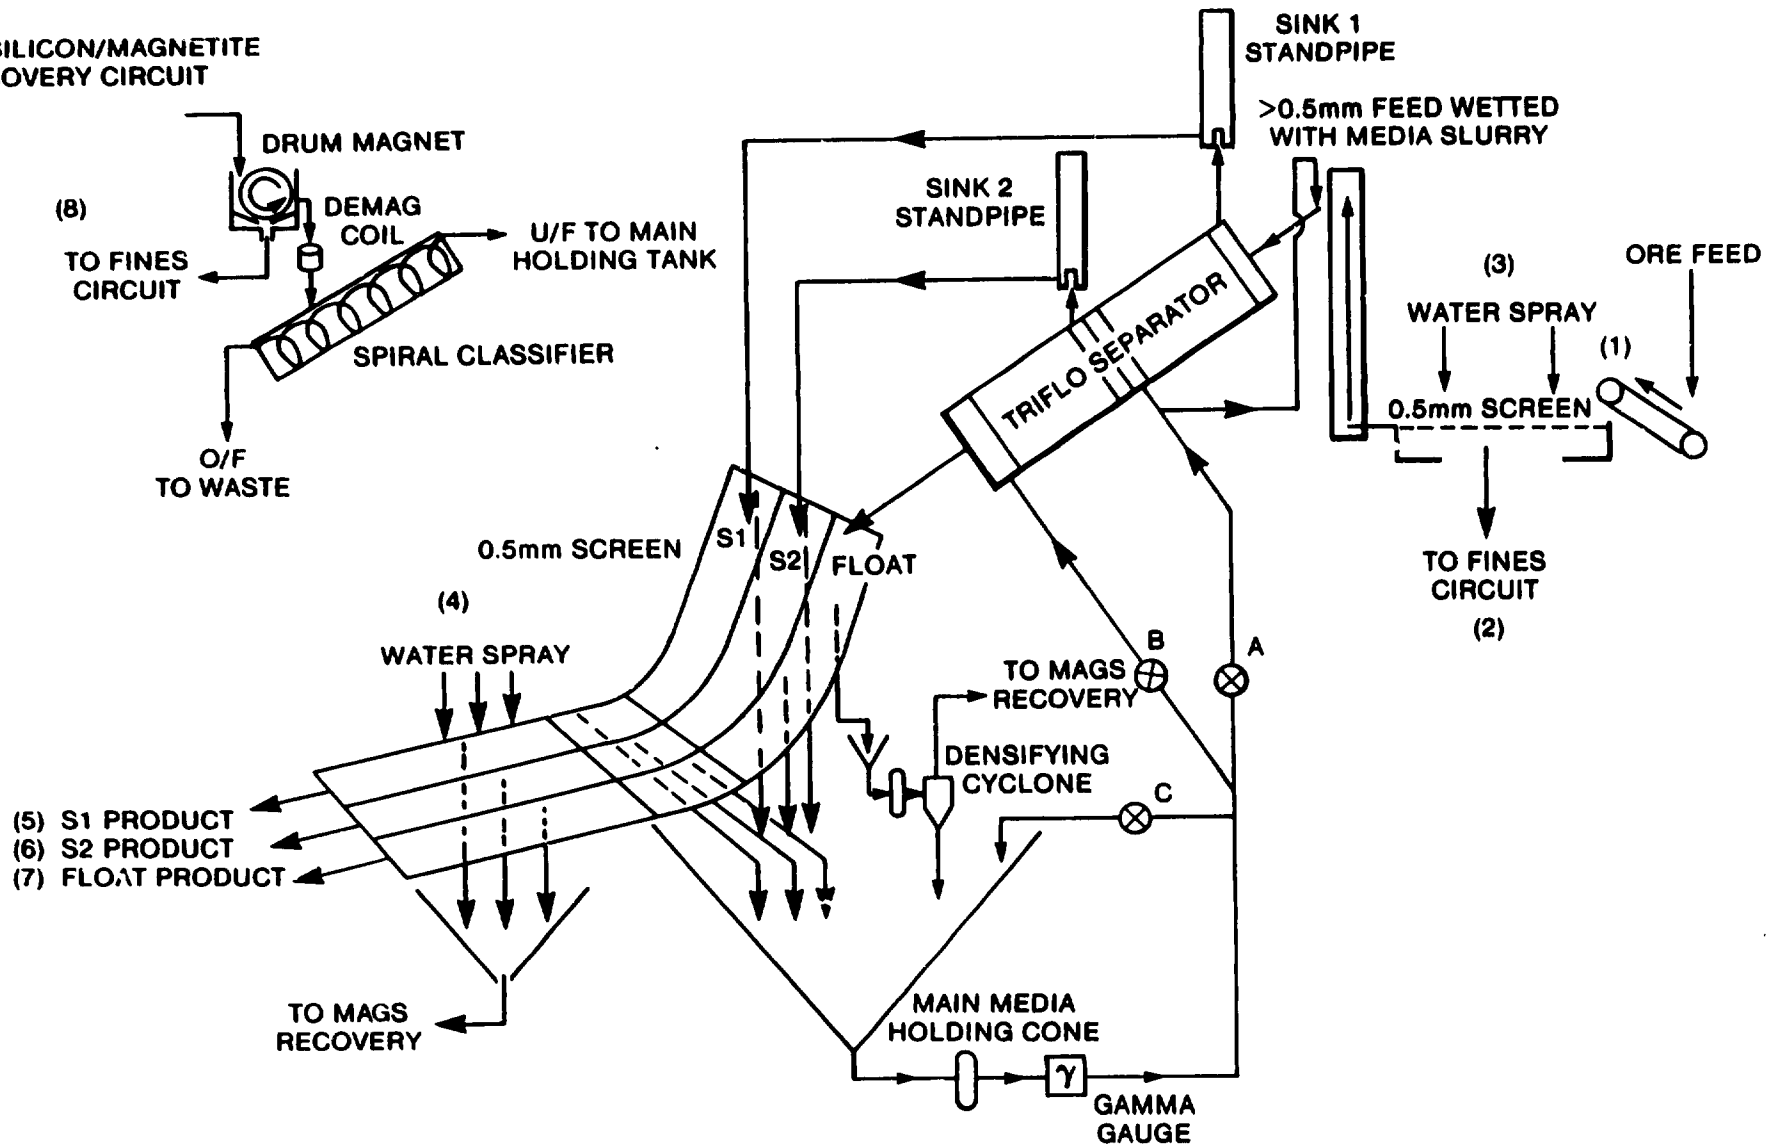 SILICON/MAGNETITE
OVERY CIRCUIT
DRUM MAGNET
(8)
DEMAG
COIL
TO FINES
CIRCUIT
U/F TO MAIN
HOLDING TANK
SPIRAL CLASSIFIER
O/F
TO WASTE
SINK 1
STANDPIPE
>0.5mm FEED WETTED
WITH MEDIA SLURRY
SINK 2
STANDPIPE
TRIFLO SEPARATOR
(3)
ORE FEED
WATER SPRAY
(1)
0.5mm SCREEN
TO FINES
CIRCUIT
(2)
0.5mm SCREEN
S1
S2
FLOAT
(4)
WATER SPRAY
B
A
TO MAGS
RECOVERY
DENSIFYING
CYCLONE
C
(5) S1 PRODUCT
(6) S2 PRODUCT
(7) FLOAT PRODUCT
TO MAGS
RECOVERY
MAIN MEDIA
HOLDING CONE
γ
GAMMA
GAUGE